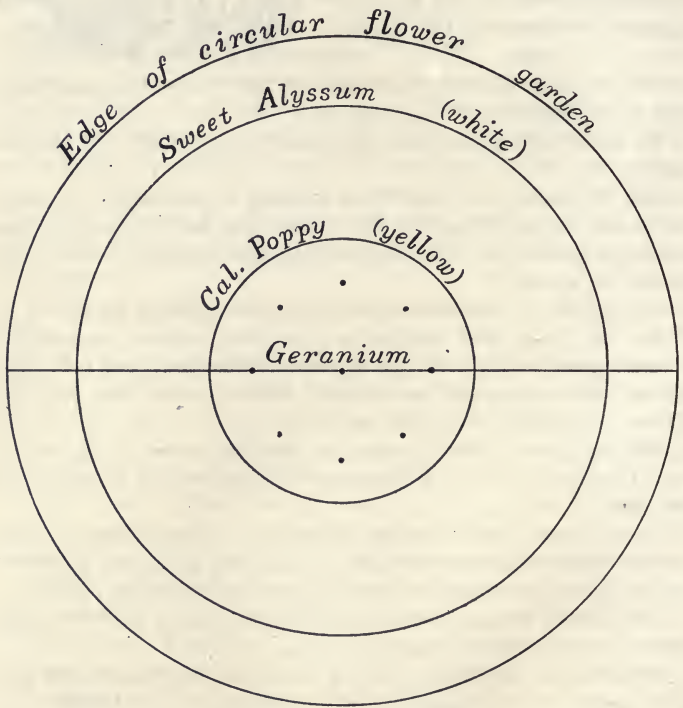 Edge of circular flower garden
Sweet Alyssum (white)
Cal. Poppy (yellow)
Geranium